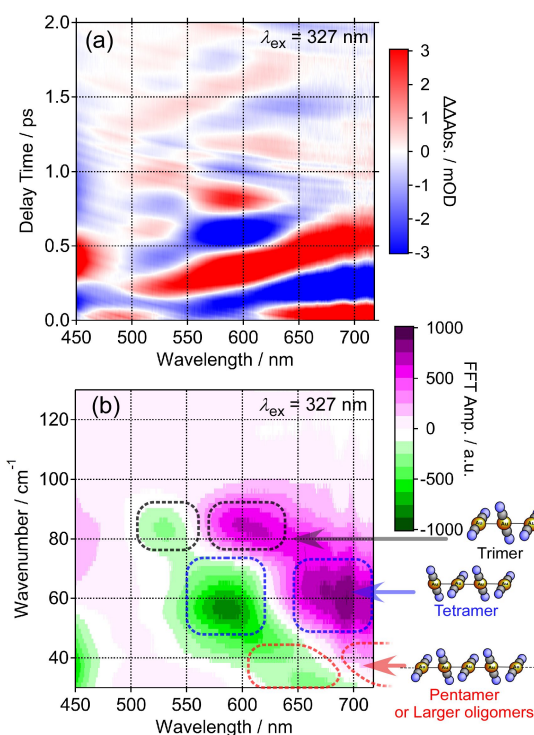 (a)
λex = 327 nm
2.0
1.5
1.0
0.5
0.0
Delay Time / ps
450 500 550 600 650 700
Wavelength / nm
3
2
1
0
-1
-2
-3
ΔΔAbs. / mOD
(b)
λex = 327 nm
120
100
80
60
40
Wavenumber / cm-1
450 500 550 600 650 700
Wavelength / nm
1000
500
0
-500
-1000
FFT Amp. / a.u.
Trimer
Tetramer
Pentamer
or Larger oligomers